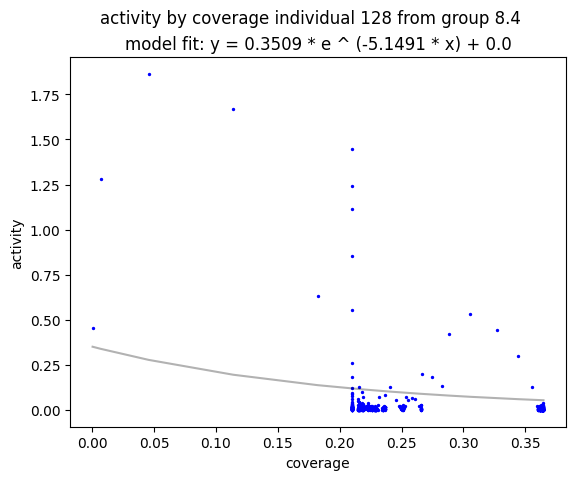 activity by coverage individual 128 from group 8.4
model fit: y = 0.3509 * e ^ (-5.1491 * x) + 0.0
1.75
1.50
1.25
1.00
0.75
0.50
0.25
0.00
activity
0.00 0.05 0.10 0.15 0.20 0.25 0.30 0.35
coverage